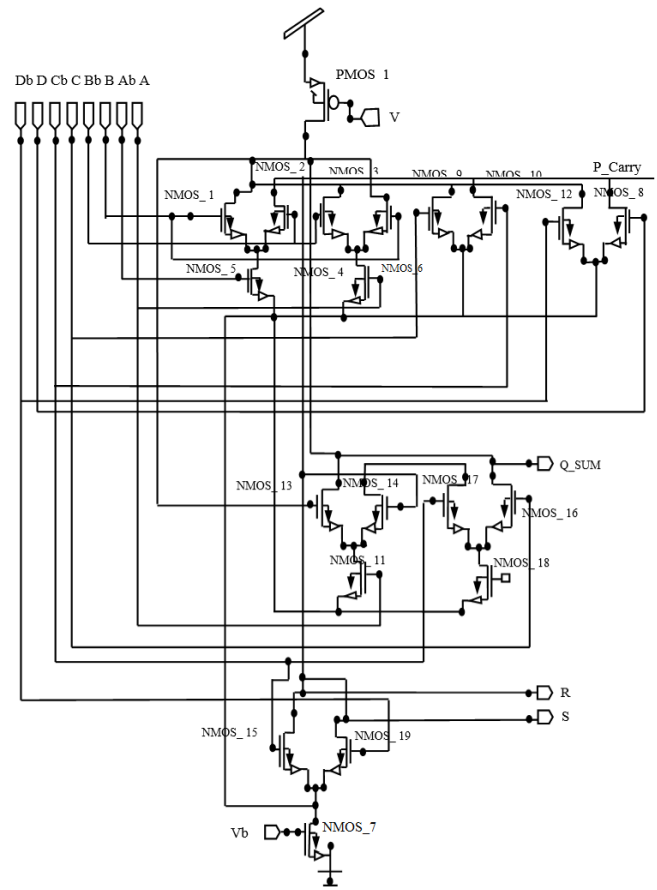 PMOS_1
Db D Cb C Bb B Ab A
V
P_Carry
NMOS_2
NMOS_3
NMOS_9
NMOS_10
NMOS_1
NMOS_12
NMOS_8
NMOS_5
NMOS_4
NMOS_6
Q_SUM
NMOS_13
NMOS_14
NMOS_17
NMOS_16
NMOS_11
NMOS_18
R
S
NMOS_15
NMOS_19
Vb
NMOS_7